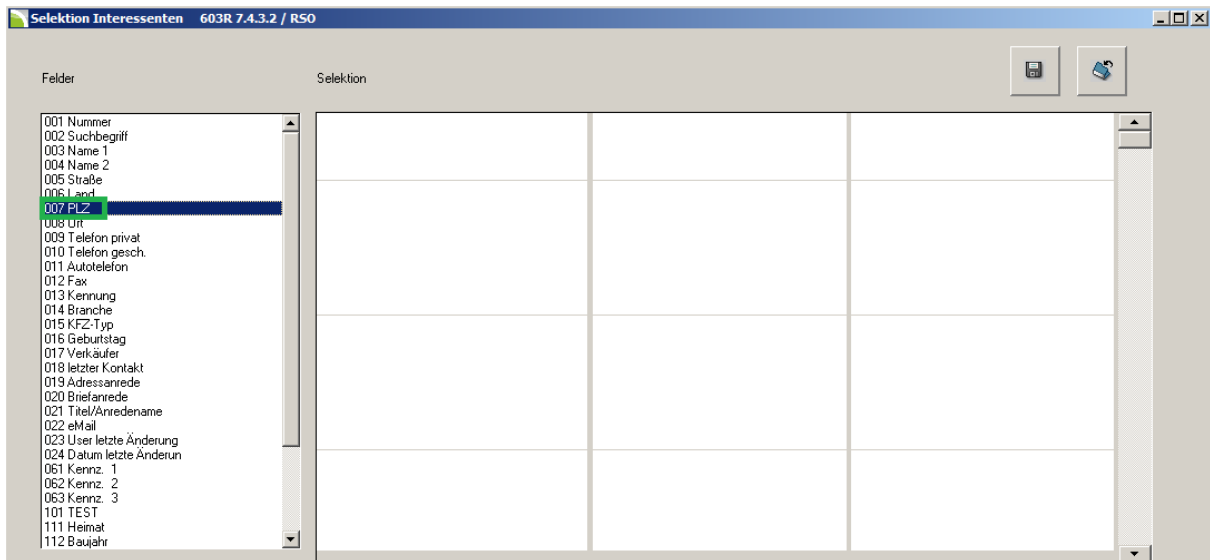 Selektion Interessenten 603R 7.4.3.2 / RSO
Felder
Selektion
001 Nummer
002 Suchbegriff
003 Name 1
004 Name 2
005 Straße
006 Land
007 PLZ
008 Ort
009 Telefon privat
010 Telefon gesch.
011 Autotelefon
012 Fax
013 Kennung
014 Branche
015 KFZ-Typ
016 Geburtstag
017 Verkäufer
018 letzter Kontakt
019 Adressanrede
020 Briefanrede
021 Titel/Anredename
022 eMail
023 User letzte Änderung
024 Datum letzte Änderun
061 Kennz. 1
062 Kennz. 2
063 Kennz. 3
101 TEST
111 Heimat
112 Baujahr